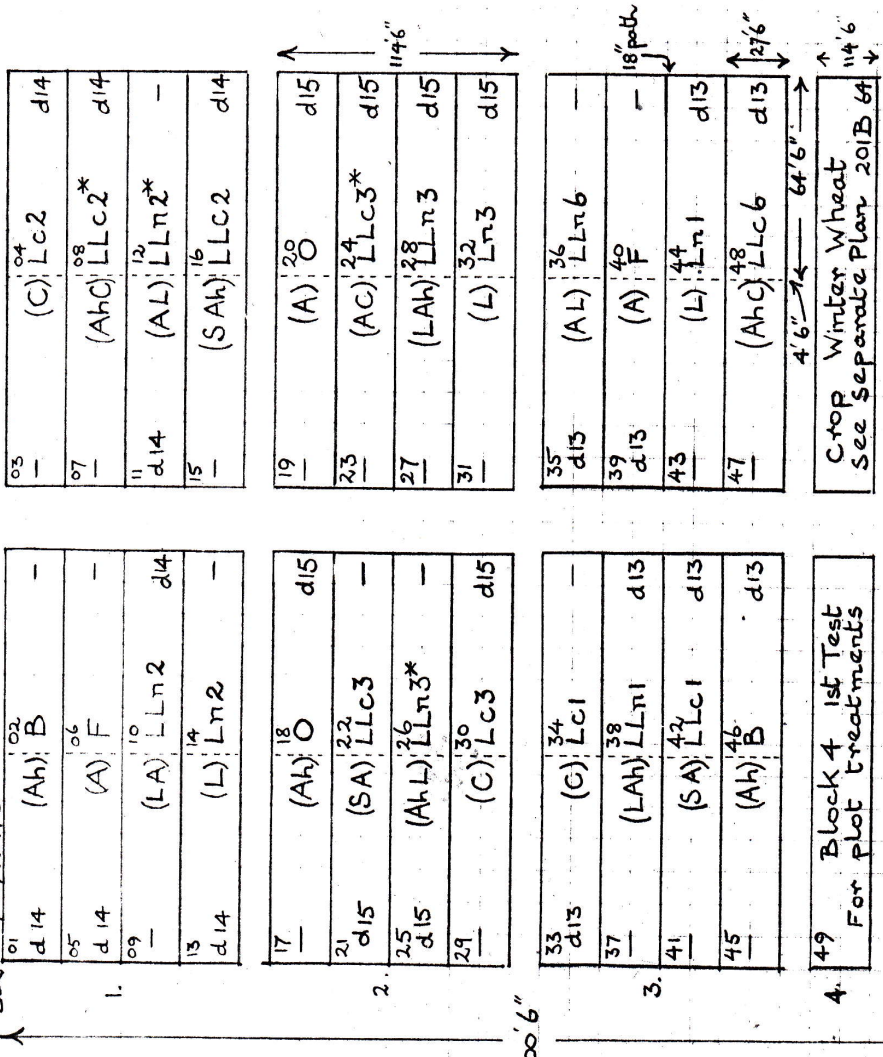 01 d14 (Ah) 02 B – 03 – (C) 04 Lc2 d14
05 d14 (A) 06 F – 07 – (AhC) 08 LLc2* d14
1.
09 – (LA) 10 LLn2 d14 11 d14 (AL) 12 LLn2* –
13 d14 (L) 14 Ln2 – 15 – (SAh) 16 LLc2 d14
17 – (Ah) 18 O d15 19 – (A) 20 O d15
21 d15 (SA) 22 LLc3 – 23 – (AC) 24 LLc3* d15
2. 114'6"
25 d15 (AhL) 26 LLn3* – 27 – (LAh) 28 LLn3 d15
29 – (C) 30 Lc3 d15 31 – (L) 32 Ln3 d15
00'6"
33 d13 (C) 34 Lc1 – 35 d13 (AL) 36 LLn6 –
37 – (LAh) 38 LLn1 d13 39 d13 (A) 40 F – 18" path
3.
41 – (SA) 42 LLc1 d13 43 – (L) 44 Ln1 d13
45 – (Ah) 46 B d13 47 – (AhC) 48 LLc6 d13 27'6"
4'6" 64'6"
4. 49 Block 4 1st Test
For plot treatments
Crop Winter Wheat
See separate Plan 201B 64
114'6"